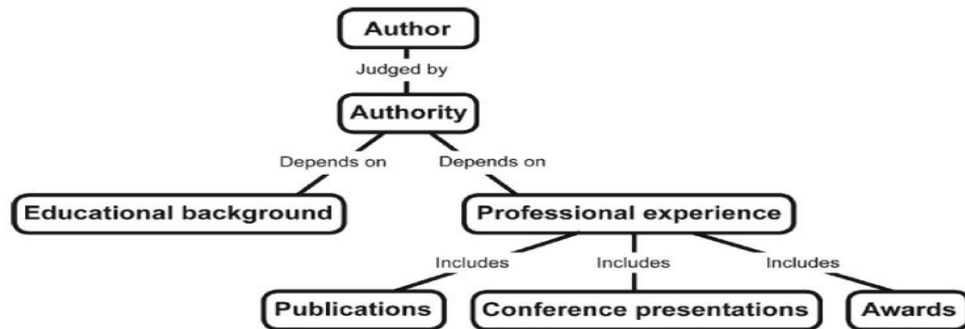 Author
Judged by
Authority
Depends on Depends on
Educational background Professional experience
Includes Includes Includes
Publications Conference presentations Awards